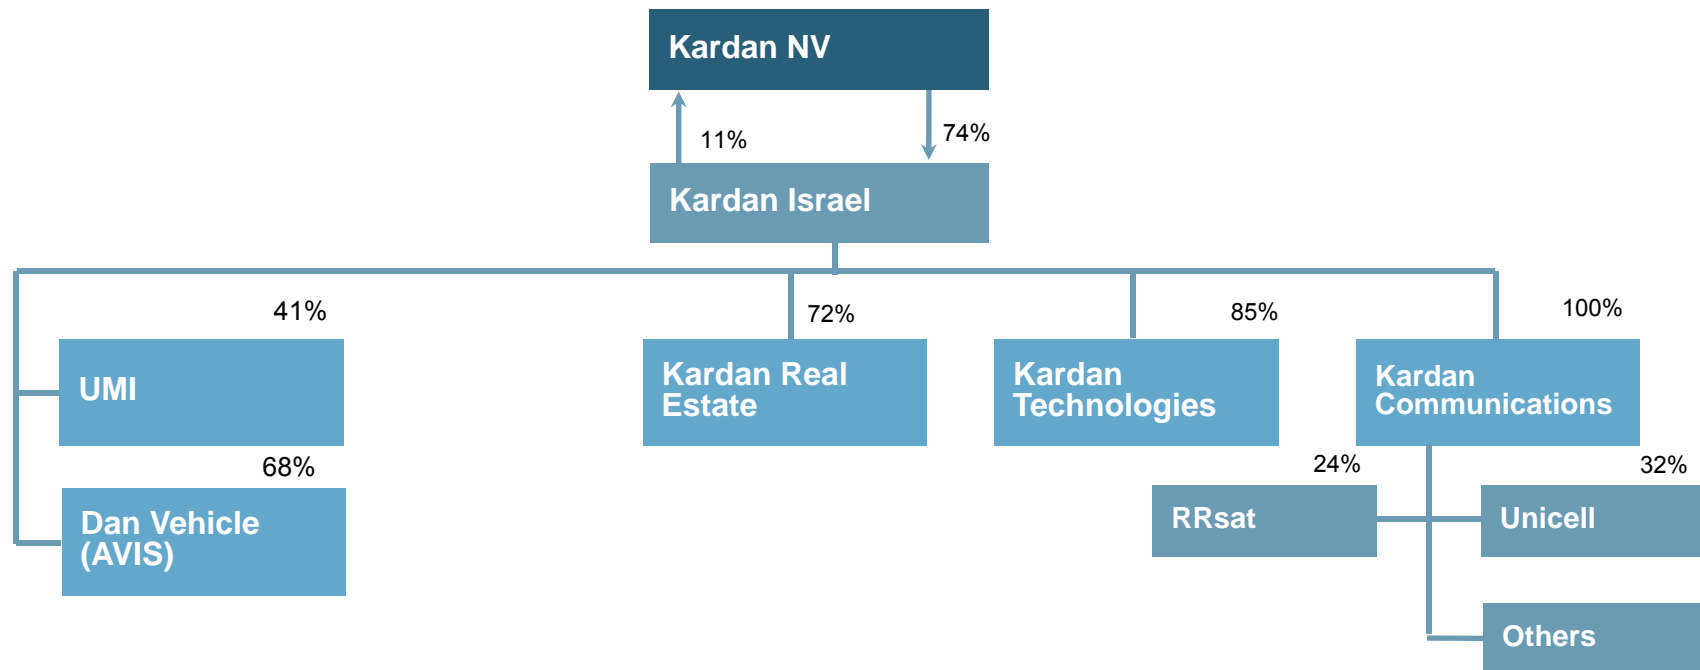 Kardan NV
11%
74%
Kardan Israel
41%
72%
85%
100%
UMI
Kardan Real
Estate
Kardan
Technologies
Kardan
Communications
68%
24%
32%
Dan Vehicle
(AVIS)
RRsat
Unicell
Others